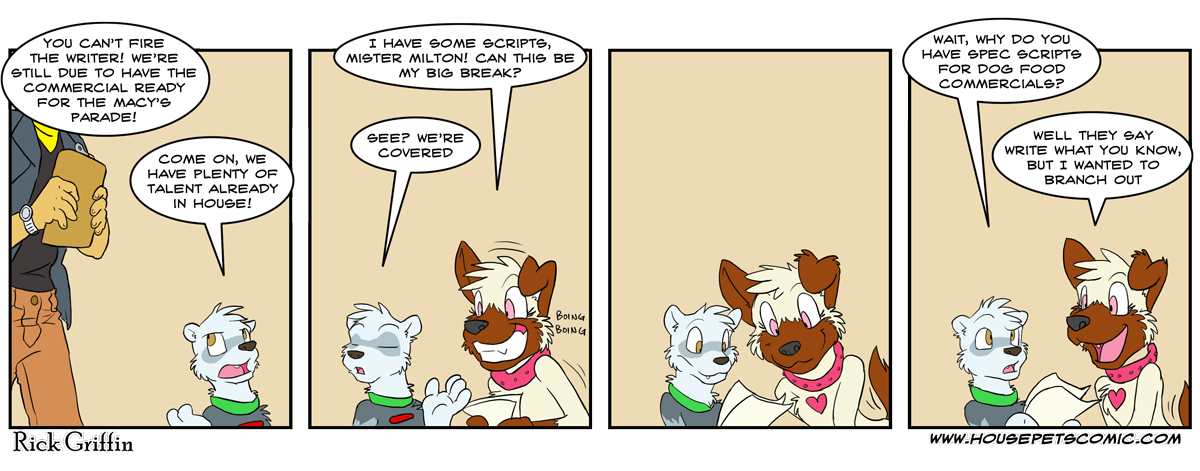 YOU CAN'T FIRE
THE WRITER! WE'RE
STILL DUE TO HAVE THE
COMMERCIAL READY
FOR THE MACY'S
PARADE!
COME ON, WE
HAVE PLENTY OF
TALENT ALREADY
IN HOUSE!
I HAVE SOME SCRIPTS,
MISTER MILTON! CAN THIS BE
MY BIG BREAK?
SEE? WE'RE
COVERED
BOING
BOING
WAIT, WHY DO YOU
HAVE SPEC SCRIPTS
FOR DOG FOOD
COMMERCIALS?
WELL THEY SAY
WRITE WHAT YOU KNOW,
BUT I WANTED TO
BRANCH OUT
Rick Griffin
WWW.HOUSEPETSCOMIC.COM